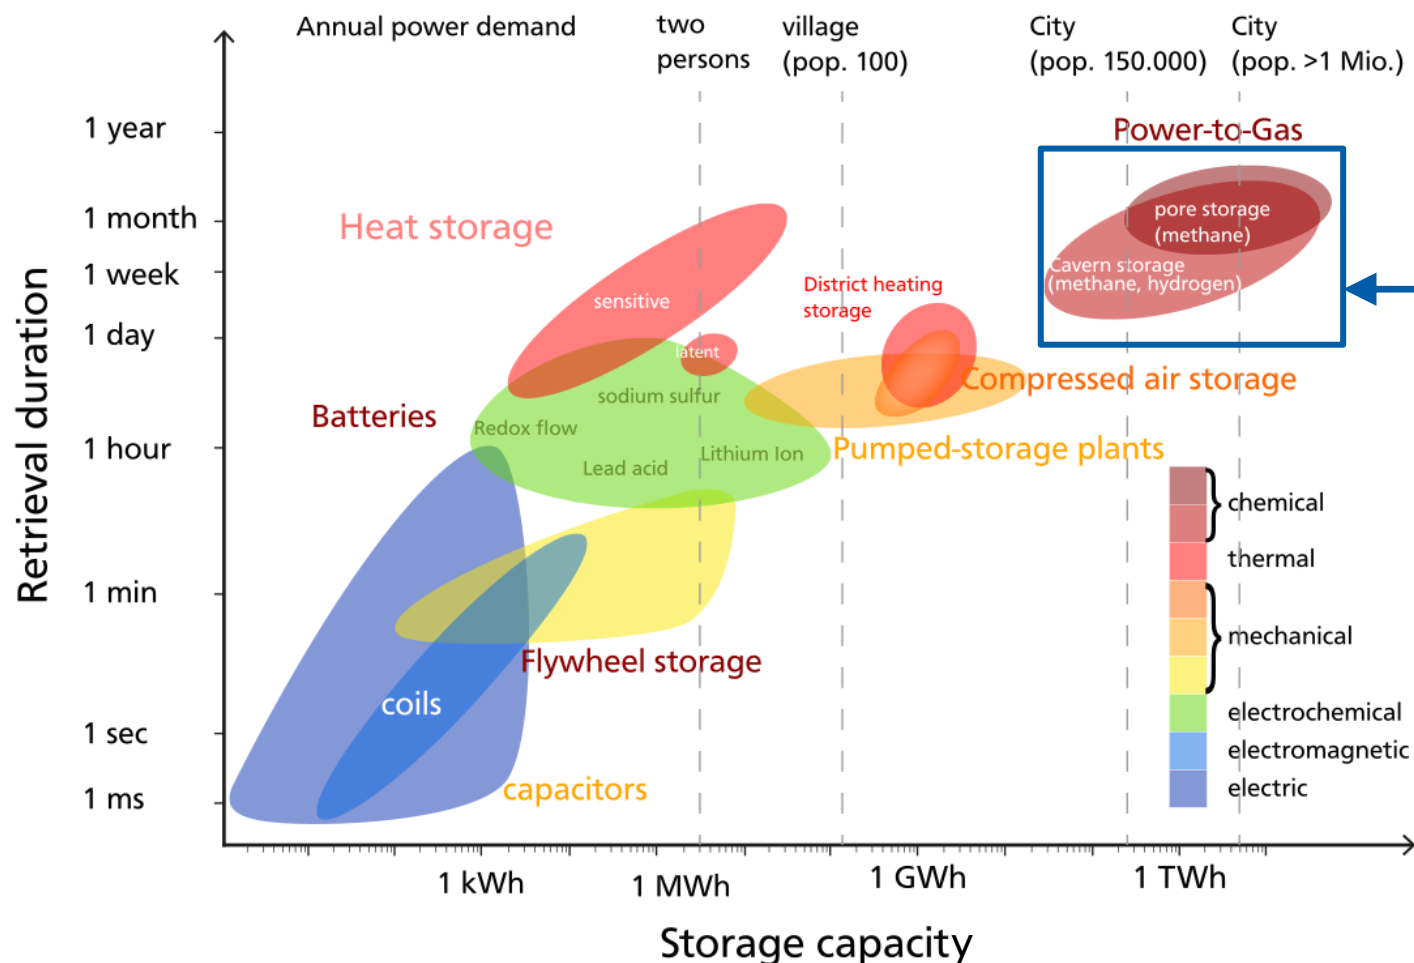 Annual power demand
two
persons
village
(pop. 100)
City
(pop. 150.000)
City
(pop. >1 Mio.)
1 year
1 month
1 week
1 day
1 hour
1 min
1 sec
1 ms
Retrieval duration
Power-to-Gas
pore storage
(methane)
Cavern storage
(methane, hydrogen)
Heat storage
sensitive
District heating
storage
latent
Compressed air storage
sodium sulfur
Batteries
Redox flow
Lead acid
Lithium Ion
Pumped-storage plants
Flywheel storage
coils
capacitors
chemical
thermal
mechanical
electrochemical
electromagnetic
electric
1 kWh
1 MWh
1 GWh
1 TWh
Storage capacity